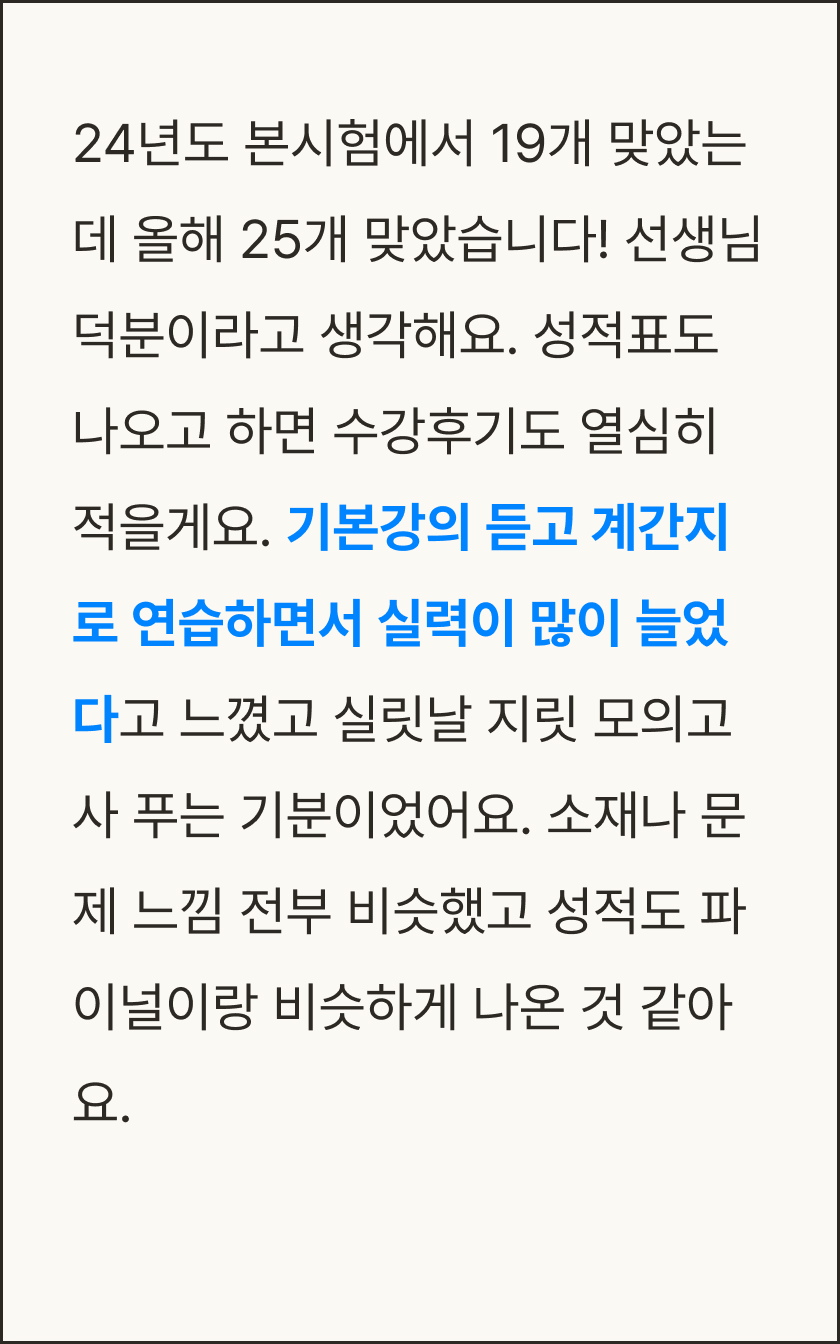 24년도 본시험에서 19개 맞았는
데 올해 25개 맞았습니다! 선생님
덕분이라고 생각해요. 성적표도
나오고 하면 수강후기도 열심히
적을게요. 기본강의 듣고 계간지
로 연습하면서 실력이 많이 늘었
다고 느꼈고 실릿날 지릿 모의고
사 푸는 기분이었어요. 소재나 문
제 느낌 전부 비슷했고 성적도 파
이널이랑 비슷하게 나온 것 같아
요.